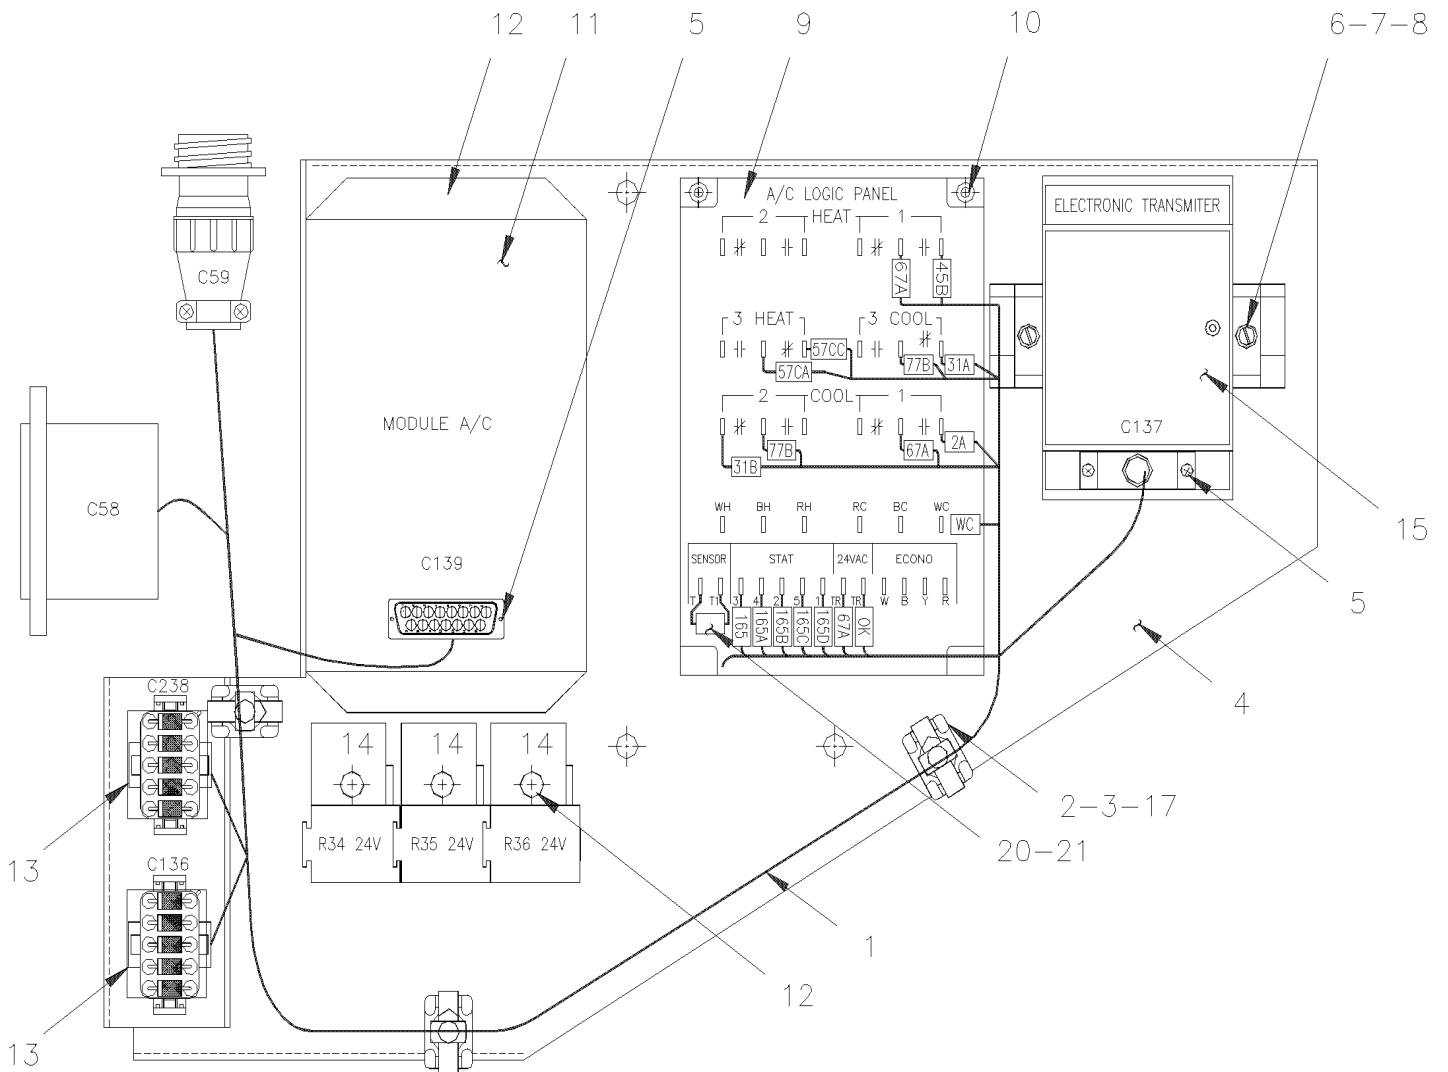 12 11 5 9 10 6-7-8
A/C LOGIC PANEL
ELECTRONIC TRANSMITER
2 HEAT 1
C59
67A 45B
3 HEAT 3 COOL
57CC
77B 31A
57CA
2 COOL 1
MODULE A/C
C137
2A
77B 67A
31B
C58
WH BH RH RC BC WC
WC
15
SENSOR STAT 24VAC ECONO
C139
T T1 3 4 2 5 1 TR TR W B Y R
5
165 165A 165B 165C 165D 67A OK
4
C238
14 14 14
2-3-17
R34 24V R35 24V R36 24V
20-21
13
C136
1
12
13